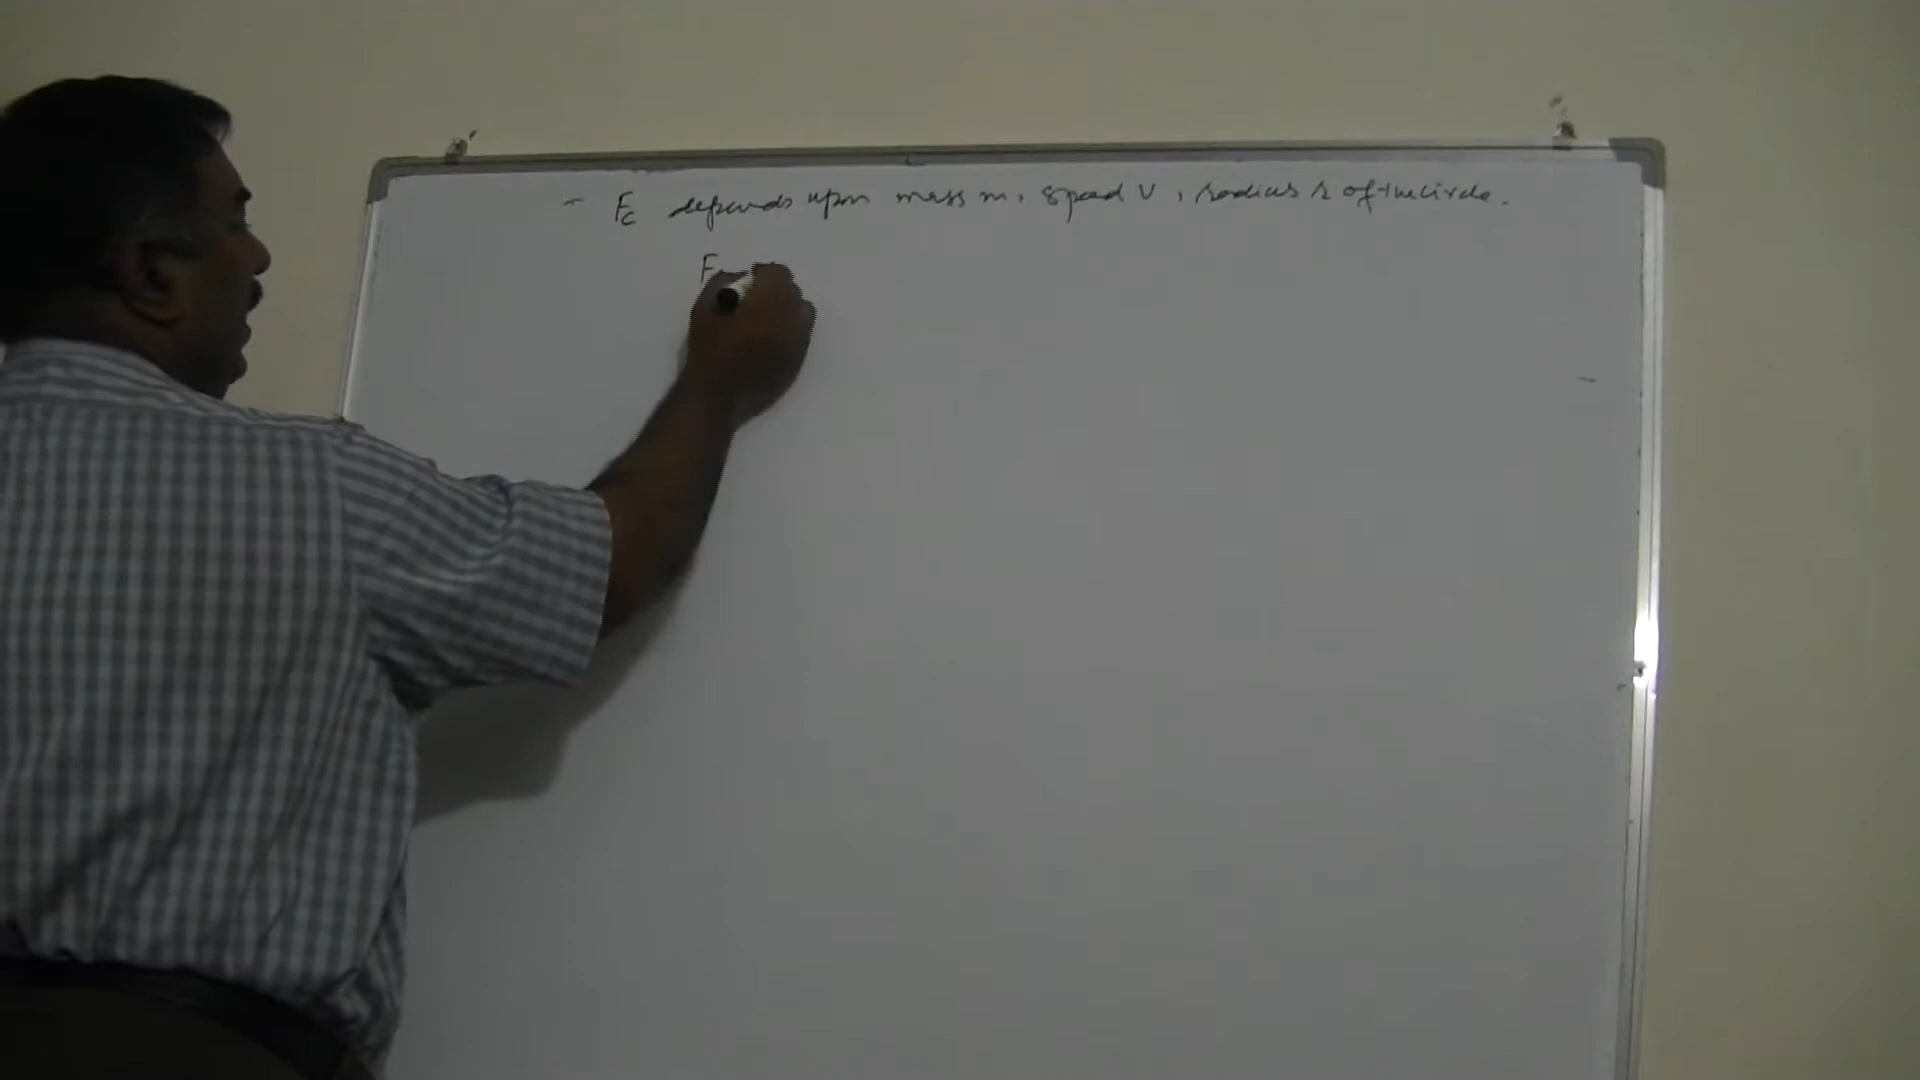 - Fc depends upon mass m, speed V, radius r of the circle.
F